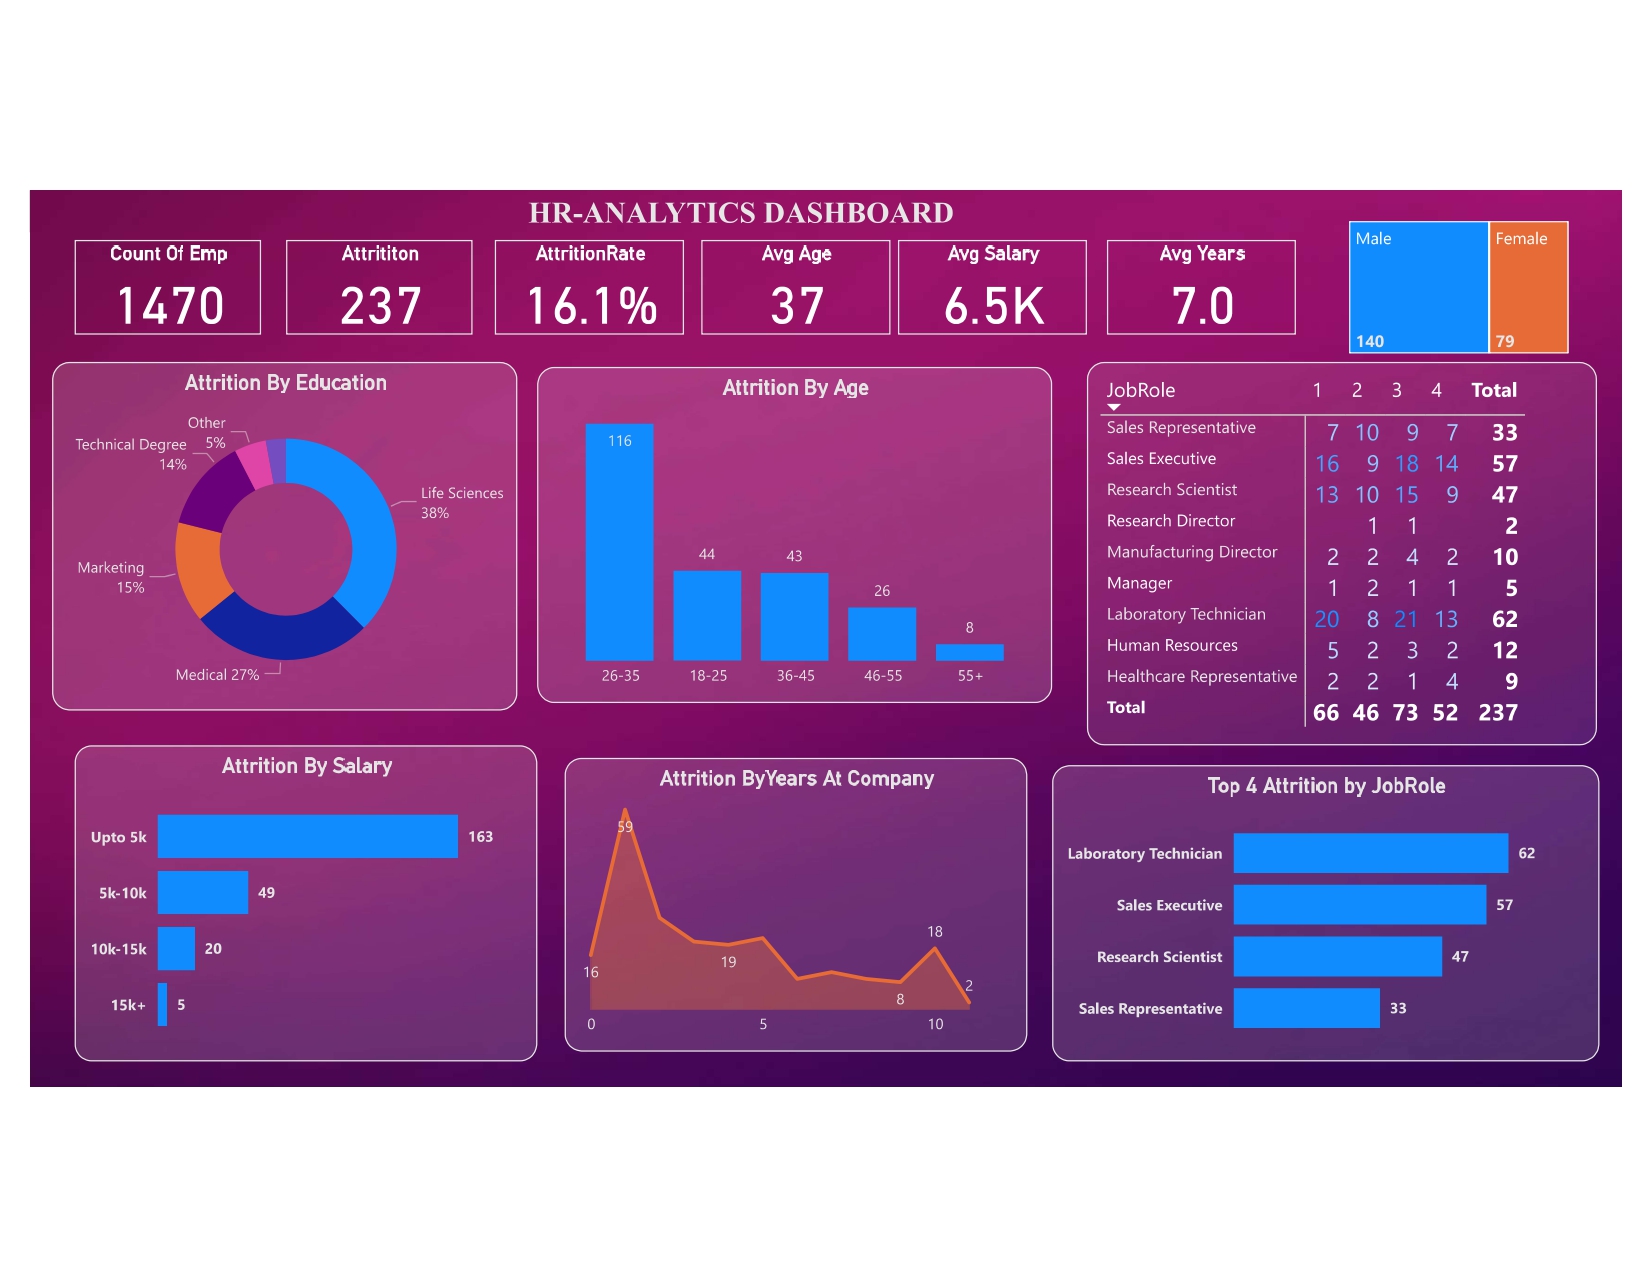 HR-ANALYTICS DASHBOARD
Count Of Emp
1470
Attrititon
237
AttritionRate
16.1%
Avg Age
37
Avg Salary
6.5K
Avg Years
7.0
Male
140
Female
79
Attrition By Education
Other
5%
Technical Degree
14%
Life Sciences
38%
Marketing
15%
Medical 27%
Attrition By Age
116
44
43
26
8
26-35 18-25 36-45 46-55 55+
JobRole 1 2 3 4 Total
Sales Representative 7 10 9 7 33
Sales Executive 16 9 18 14 57
Research Scientist 13 10 15 9 47
Research Director 1 1 2
Manufacturing Director 2 2 4 2 10
Manager 1 2 1 1 5
Laboratory Technician 20 8 21 13 62
Human Resources 5 2 3 2 12
Healthcare Representative 2 2 1 4 9
Total 66 46 73 52 237
Attrition By Salary
Upto 5k 163
5k-10k 49
10k-15k 20
15k+ 5
Attrition ByYears At Company
59
18
19
16
2
8
0 5 10
Top 4 Attrition by JobRole
Laboratory Technician 62
Sales Executive 57
Research Scientist 47
Sales Representative 33